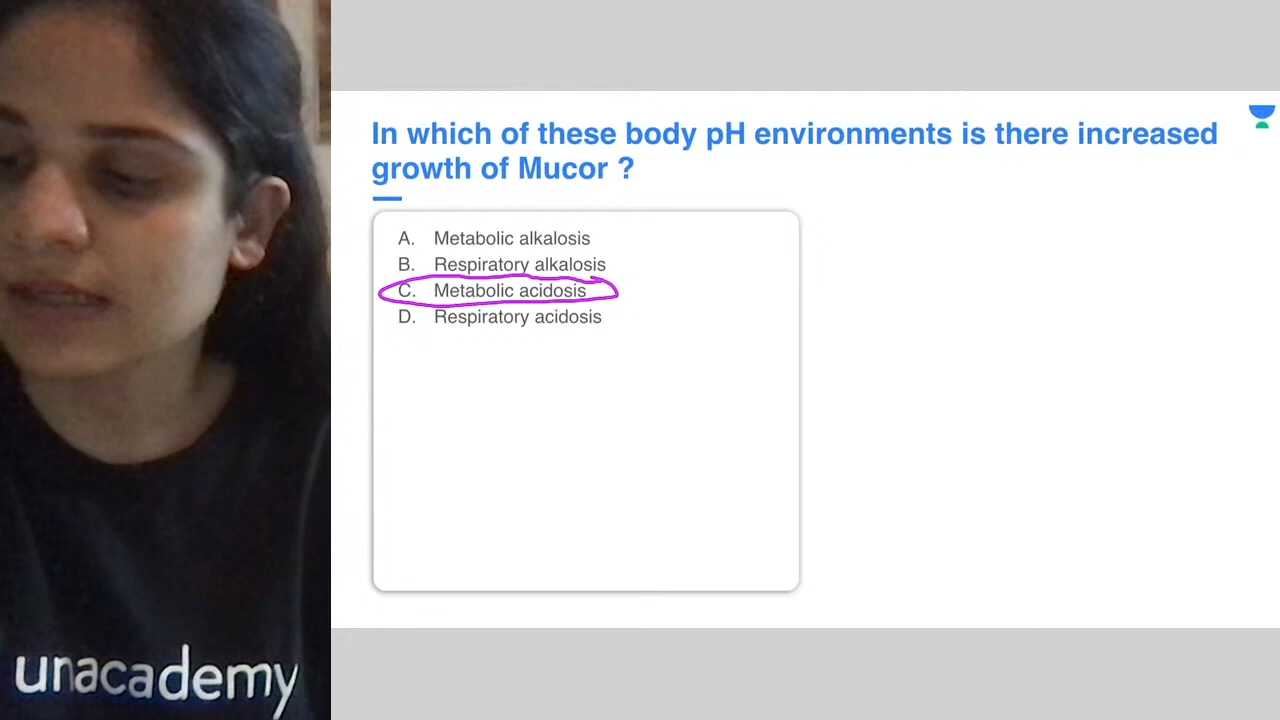 In which of these body pH environments is there increased
growth of Mucor ?
A. Metabolic alkalosis
B. Respiratory alkalosis
C. Metabolic acidosis
D. Respiratory acidosis
unacademy